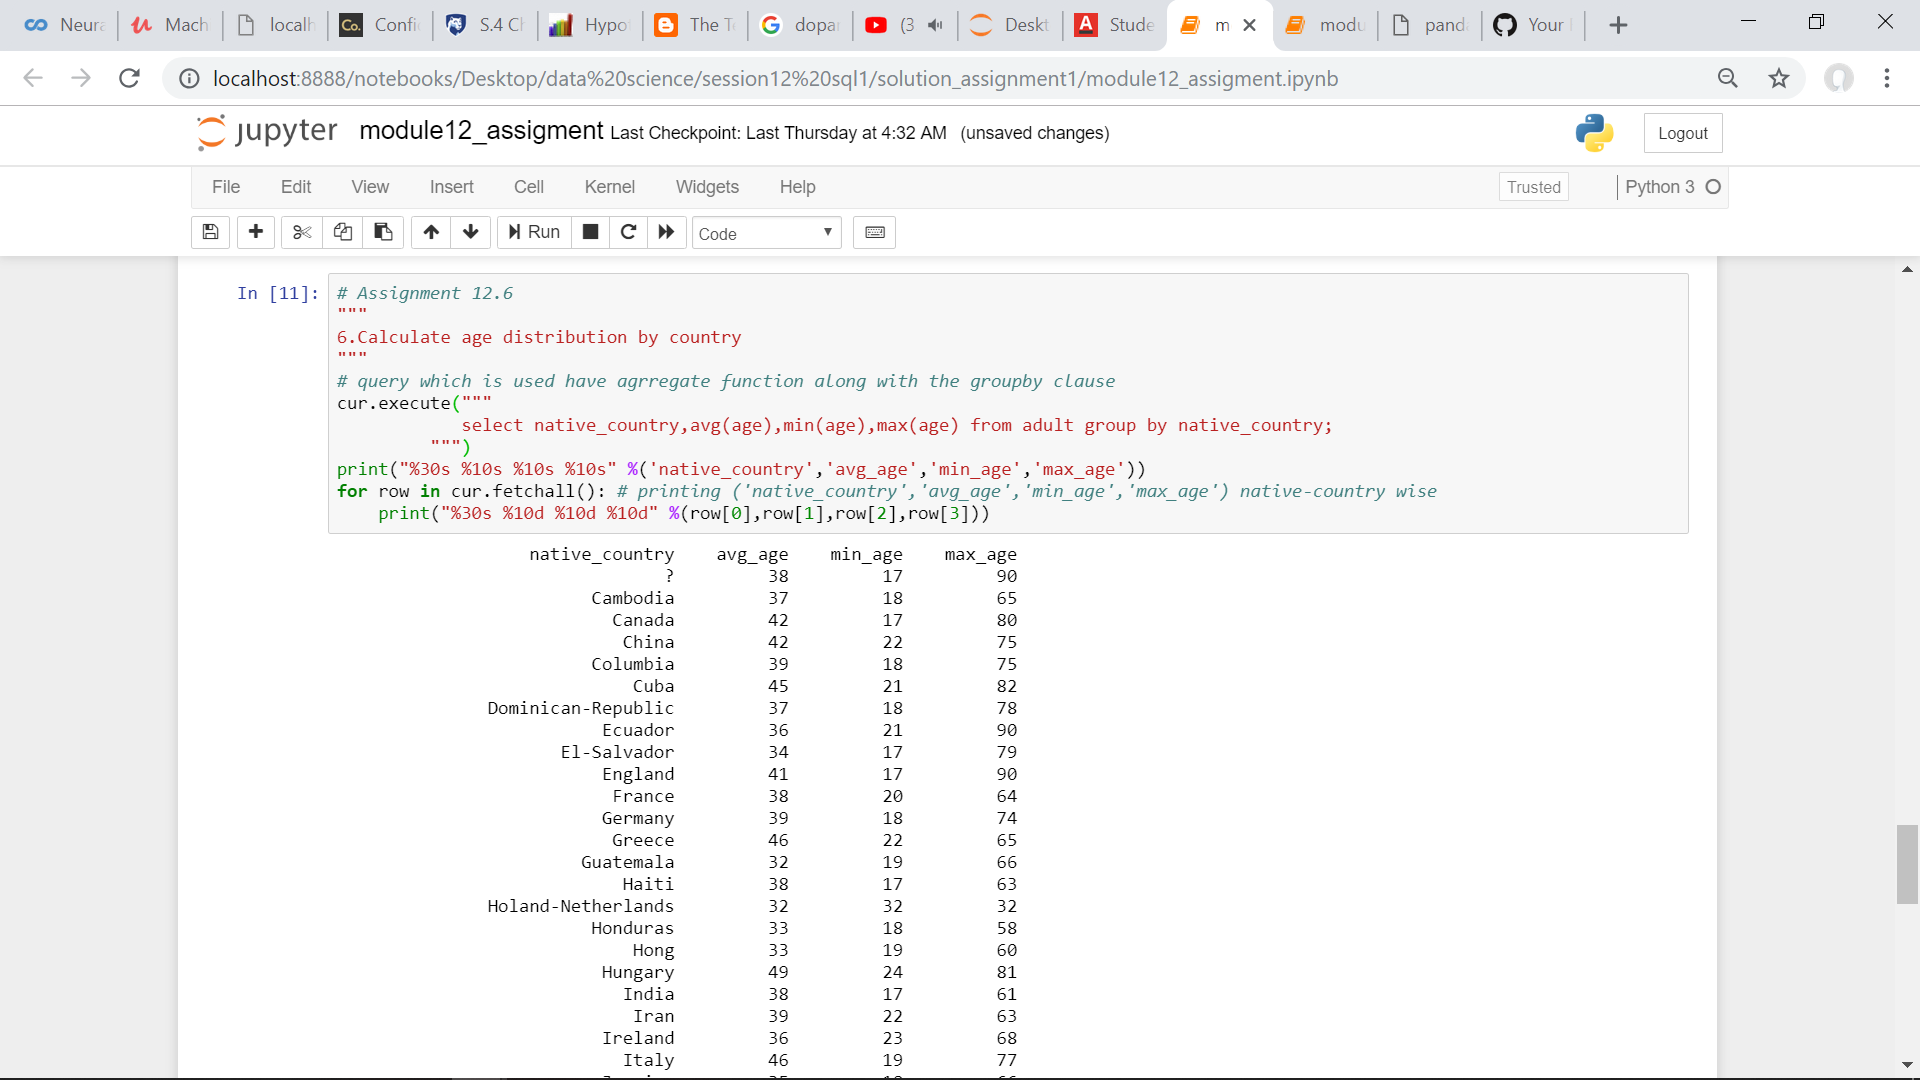 Neura Mach localh Co. Confi S.4 Ch Hypot The T dopar (3 Deskt A Stude m modu panda Your
localhost:8888/notebooks/Desktop/data%20science/session12%20sql1/solution_assignment1/module12_assigment.ipynb
jupyter module12_assigment Last Checkpoint: Last Thursday at 4:32 AM (unsaved changes) Logout
File Edit View Insert Cell Kernel Widgets Help Trusted Python 3
Run Code
In [11]: # Assignment 12.6
"""
6.Calculate age distribution by country
"""
# query which is used have agrregate function along with the groupby clause
cur.execute("""
select native_country,avg(age),min(age),max(age) from adult group by native_country;
""")
print("%30s %10s %10s %10s" %('native_country','avg_age','min_age','max_age'))
for row in cur.fetchall(): # printing ('native_country','avg_age','min_age','max_age') native-country wise
print("%30s %10d %10d %10d" %(row[0],row[1],row[2],row[3]))
native_country avg_age min_age max_age
? 38 17 90
Cambodia 37 18 65
Canada 42 17 80
China 42 22 75
Columbia 39 18 75
Cuba 45 21 82
Dominican-Republic 37 18 78
Ecuador 36 21 90
El-Salvador 34 17 79
England 41 17 90
France 38 20 64
Germany 39 18 74
Greece 46 22 65
Guatemala 32 19 66
Haiti 38 17 63
Holand-Netherlands 32 32 32
Honduras 33 18 58
Hong 33 19 60
Hungary 49 24 81
India 38 17 61
Iran 39 22 63
Ireland 36 23 68
Italy 46 19 77